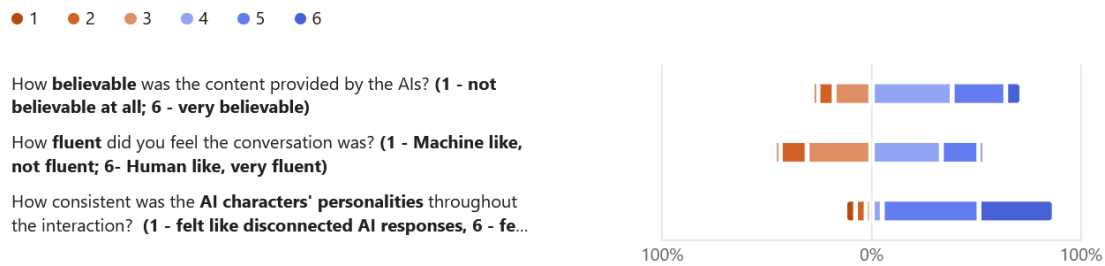 1 2 3 4 5 6
How believable was the content provided by the AIs? (1 - not
believable at all; 6 - very believable)
How fluent did you feel the conversation was? (1 - Machine like,
not fluent; 6- Human like, very fluent)
How consistent was the AI characters' personalities throughout
the interaction? (1 - felt like disconnected AI responses, 6 - fe...
100% 0% 100%